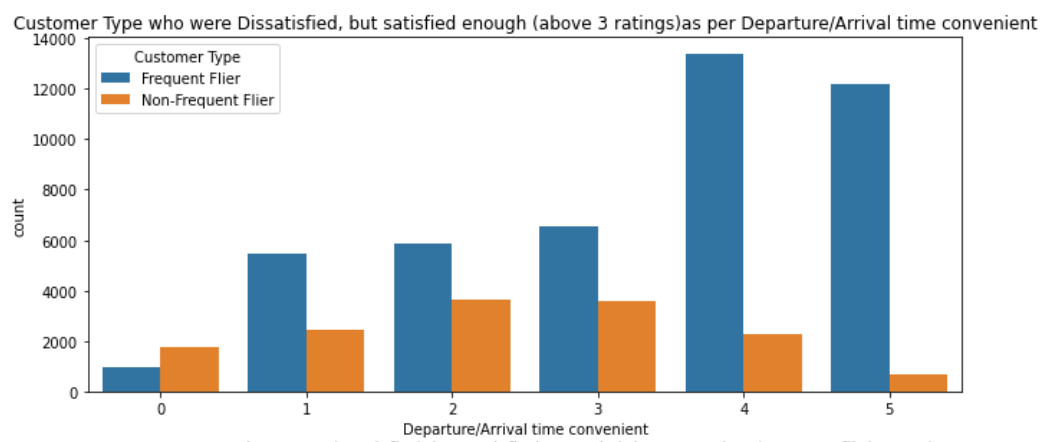 Customer Type who were Dissatisfied, but satisfied enough (above 3 ratings)as per Departure/Arrival time convenient
14000
12000
10000
8000
6000
4000
2000
0
count
Customer Type
Frequent Flier
Non-Frequent Flier
0 1 2 3 4 5
Departure/Arrival time convenient